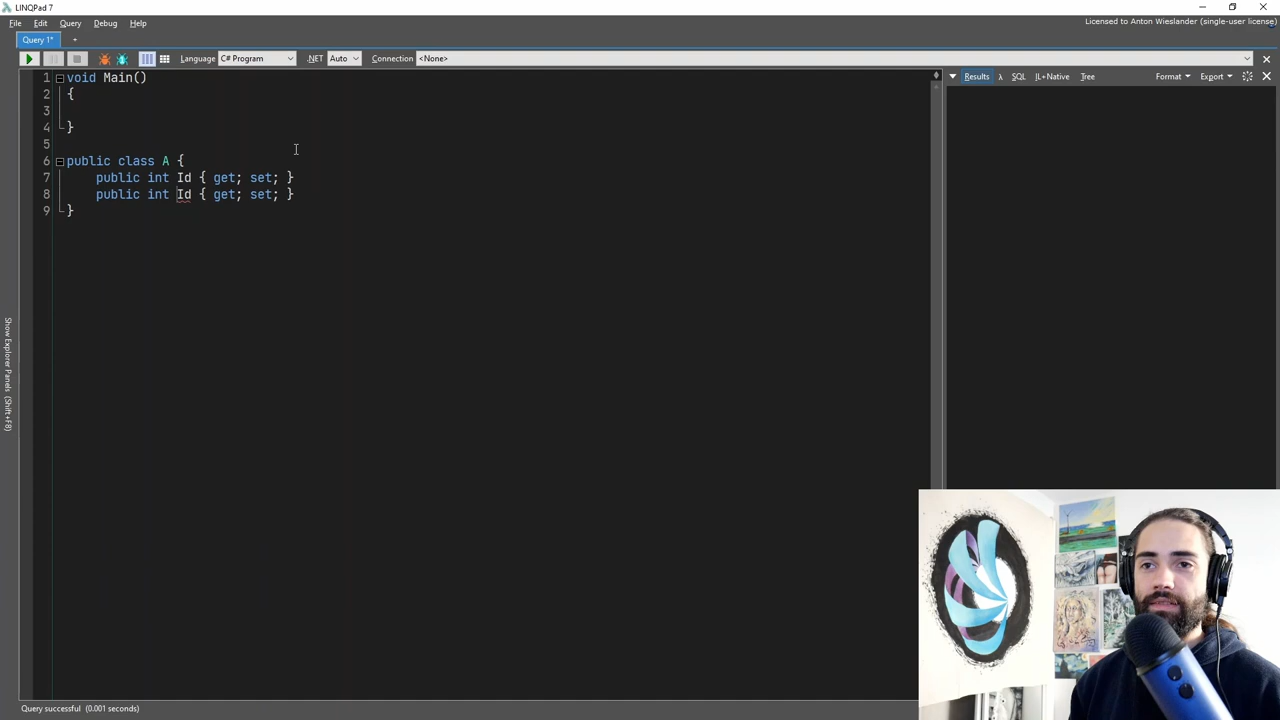 LINQPad 7
File Edit Query Debug Help
Licensed to Anton Wieslander (single-user license)
Query 1* +
Language C# Program .NET Auto Connection <None>
Results λ SQL IL+Native Tree Format Export
1 void Main()
2 {
3
4 }
5
6 public class A {
7 public int Id { get; set; }
8 public int Id { get; set; }
9 }
Show Explorer Panels (Shift+F8)
Query successful (0.001 seconds)